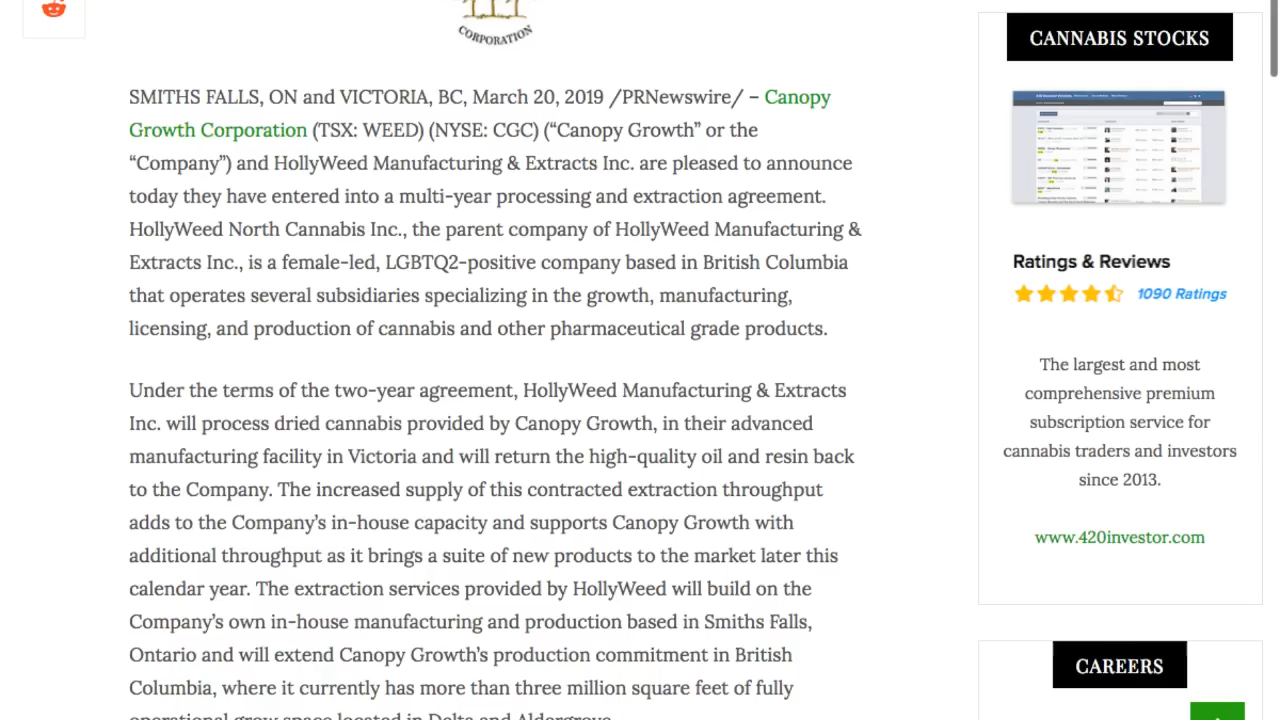 CORPORATION
SMITHS FALLS, ON and VICTORIA, BC, March 20, 2019 /PRNewswire/ – Canopy
Growth Corporation (TSX: WEED) (NYSE: CGC) (“Canopy Growth” or the
“Company”) and HollyWeed Manufacturing & Extracts Inc. are pleased to announce
today they have entered into a multi-year processing and extraction agreement.
HollyWeed North Cannabis Inc., the parent company of HollyWeed Manufacturing &
Extracts Inc., is a female-led, LGBTQ2-positive company based in British Columbia
that operates several subsidiaries specializing in the growth, manufacturing,
licensing, and production of cannabis and other pharmaceutical grade products.
Under the terms of the two-year agreement, HollyWeed Manufacturing & Extracts
Inc. will process dried cannabis provided by Canopy Growth, in their advanced
manufacturing facility in Victoria and will return the high-quality oil and resin back
to the Company. The increased supply of this contracted extraction throughput
adds to the Company’s in-house capacity and supports Canopy Growth with
additional throughput as it brings a suite of new products to the market later this
calendar year. The extraction services provided by HollyWeed will build on the
Company’s own in-house manufacturing and production based in Smiths Falls,
Ontario and will extend Canopy Growth’s production commitment in British
Columbia, where it currently has more than three million square feet of fully
operational grow space located in Delta and Aldergrove.
CANNABIS STOCKS
Ratings & Reviews
1090 Ratings
The largest and most
comprehensive premium
subscription service for
cannabis traders and investors
since 2013.
www.420investor.com
CAREERS